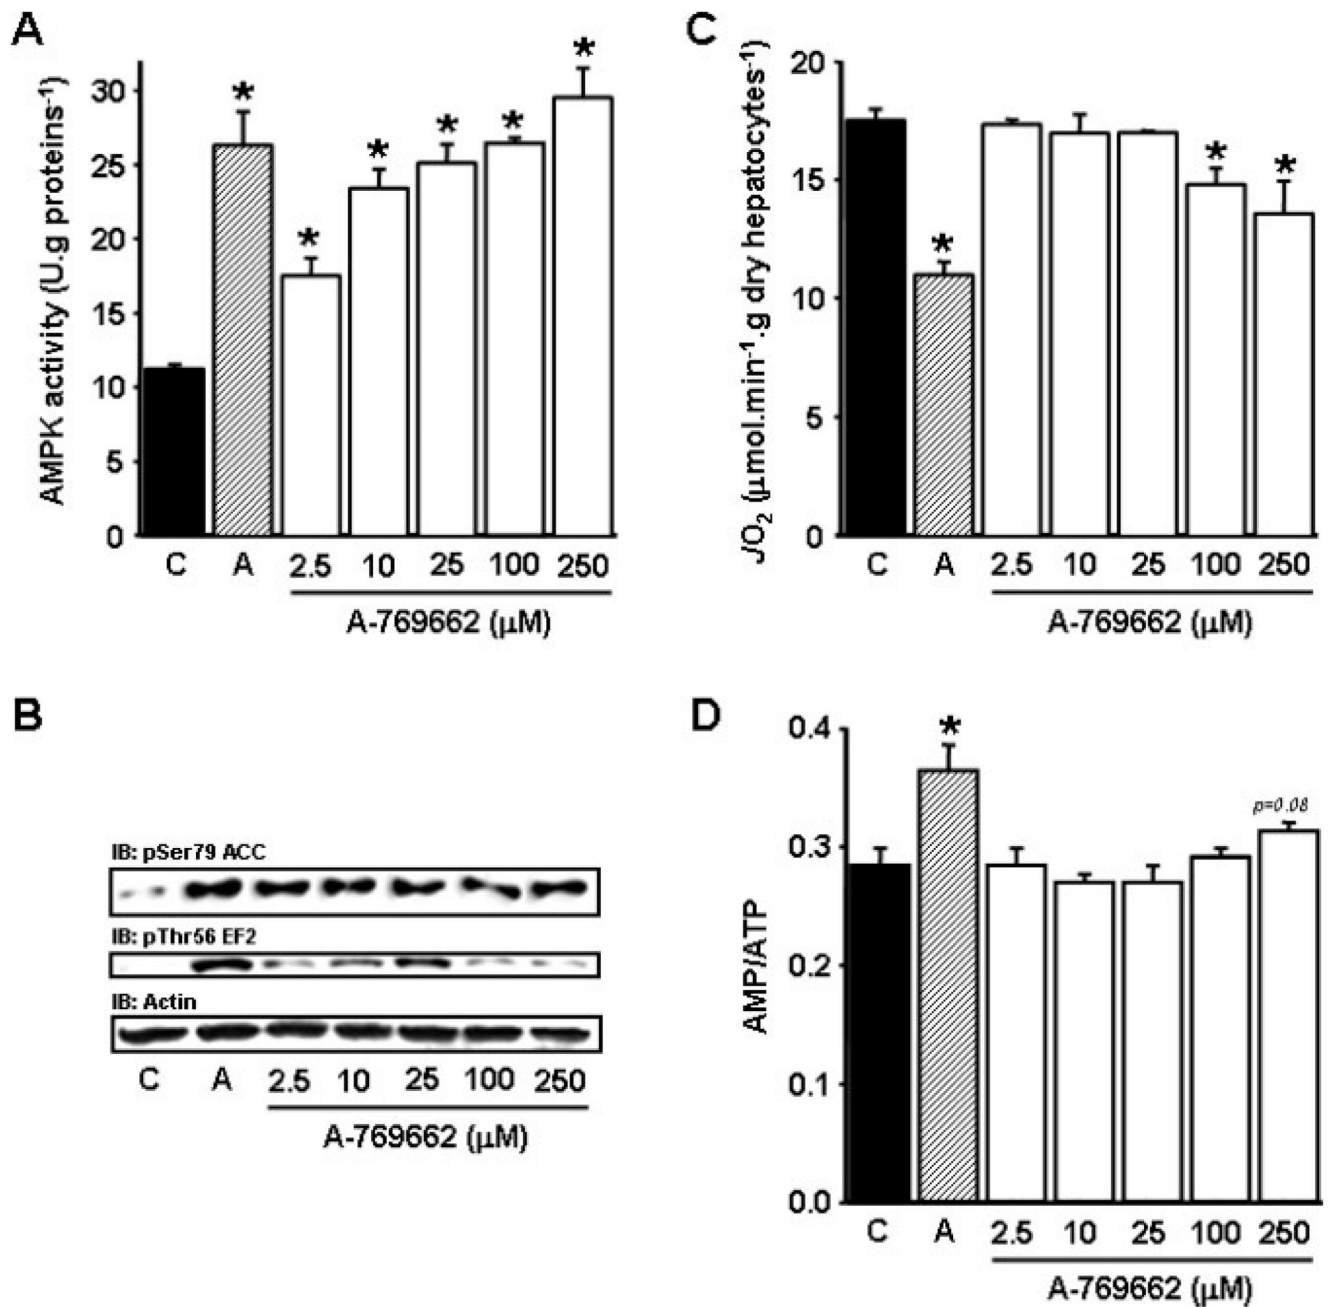 A
AMPK activity (U.g proteins⁻¹)
30
25
20
15
10
5
0
* * * * * *
C A 2.5 10 25 100 250
A-769662 (μM)
B
IB: pSer79 ACC
IB: pThr56 EF2
IB: Actin
C A 2.5 10 25 100 250
A-769662 (μM)
C
JO₂ (μmol.min⁻¹.g dry hepatocytes⁻¹)
20
15
10
5
0
* * *
C A 2.5 10 25 100 250
A-769662 (μM)
D
AMP/ATP
0.4
0.3
0.2
0.1
0.0
*
p=0.08
C A 2.5 10 25 100 250
A-769662 (μM)